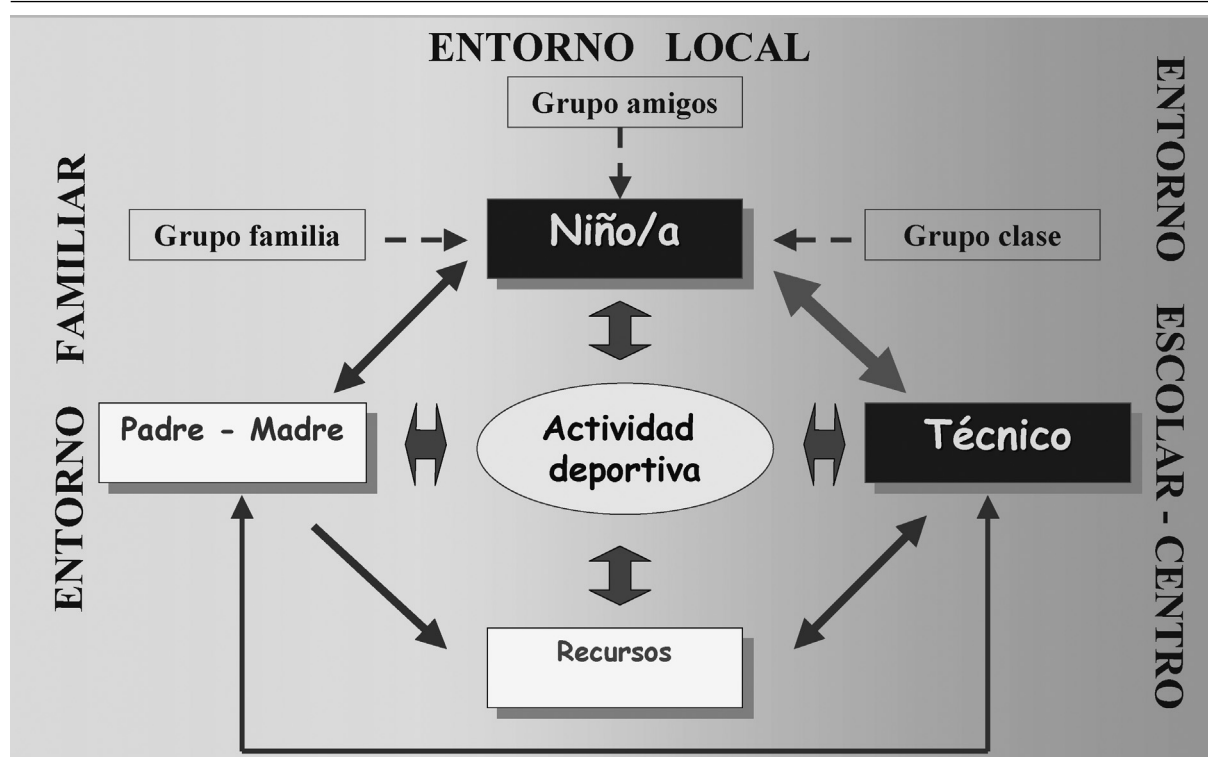 ENTORNO LOCAL
Grupo amigos
ENTORNO FAMILIAR
Grupo familia
Niño/a
Grupo clase
ENTORNO ESCOLAR - CENTRO
Padre - Madre
Actividad
deportiva
Técnico
Recursos